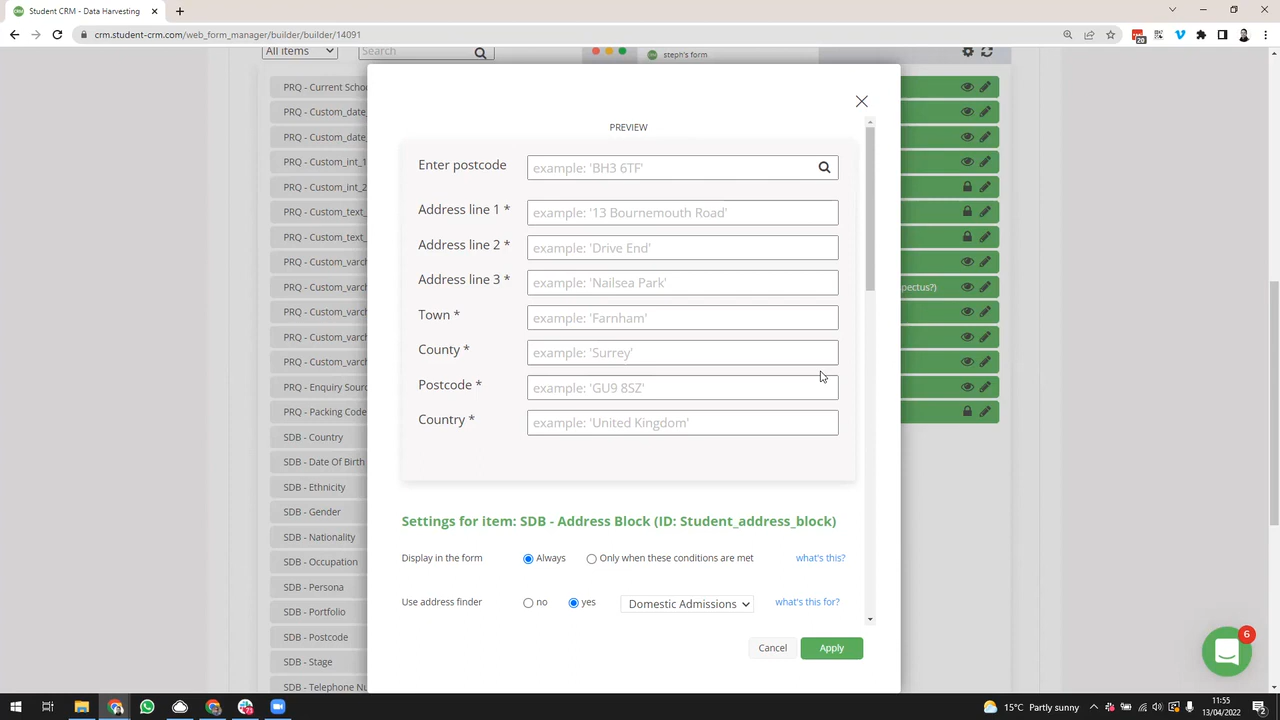 Student CRM - Data Harvesting
crm.student-crm.com/web_form_manager/builder/builder/14091
20
All items
Search
steph's form
PRQ - Current Schoo
PRQ - Custom_date_
PRQ - Custom_date_
PRQ - Custom_int_1
PRQ - Custom_int_2
PRQ - Custom_text_
PRQ - Custom_text_
PRQ - Custom_varch
PRQ - Custom_varch
pectus?)
PRQ - Custom_varch
PRQ - Custom_varch
PRQ - Custom_varch
PRQ - Enquiry Sourc
PRQ - Packing Code
SDB - Country
SDB - Date Of Birth
SDB - Ethnicity
SDB - Gender
SDB - Nationality
SDB - Occupation
SDB - Persona
SDB - Portfolio
SDB - Postcode
SDB - Stage
SDB - Telephone Nu
PREVIEW
Enter postcode
example: 'BH3 6TF'
Address line 1 *
example: '13 Bournemouth Road'
Address line 2 *
example: 'Drive End'
Address line 3 *
example: 'Nailsea Park'
Town *
example: 'Farnham'
County *
example: 'Surrey'
Postcode *
example: 'GU9 8SZ'
Country *
example: 'United Kingdom'
Settings for item: SDB - Address Block (ID: Student_address_block)
Display in the form
Always
Only when these conditions are met
what's this?
Use address finder
no
yes
Domestic Admissions
what's this for?
Cancel
Apply
6
15°C Partly sunny
11:55
13/04/2022
2